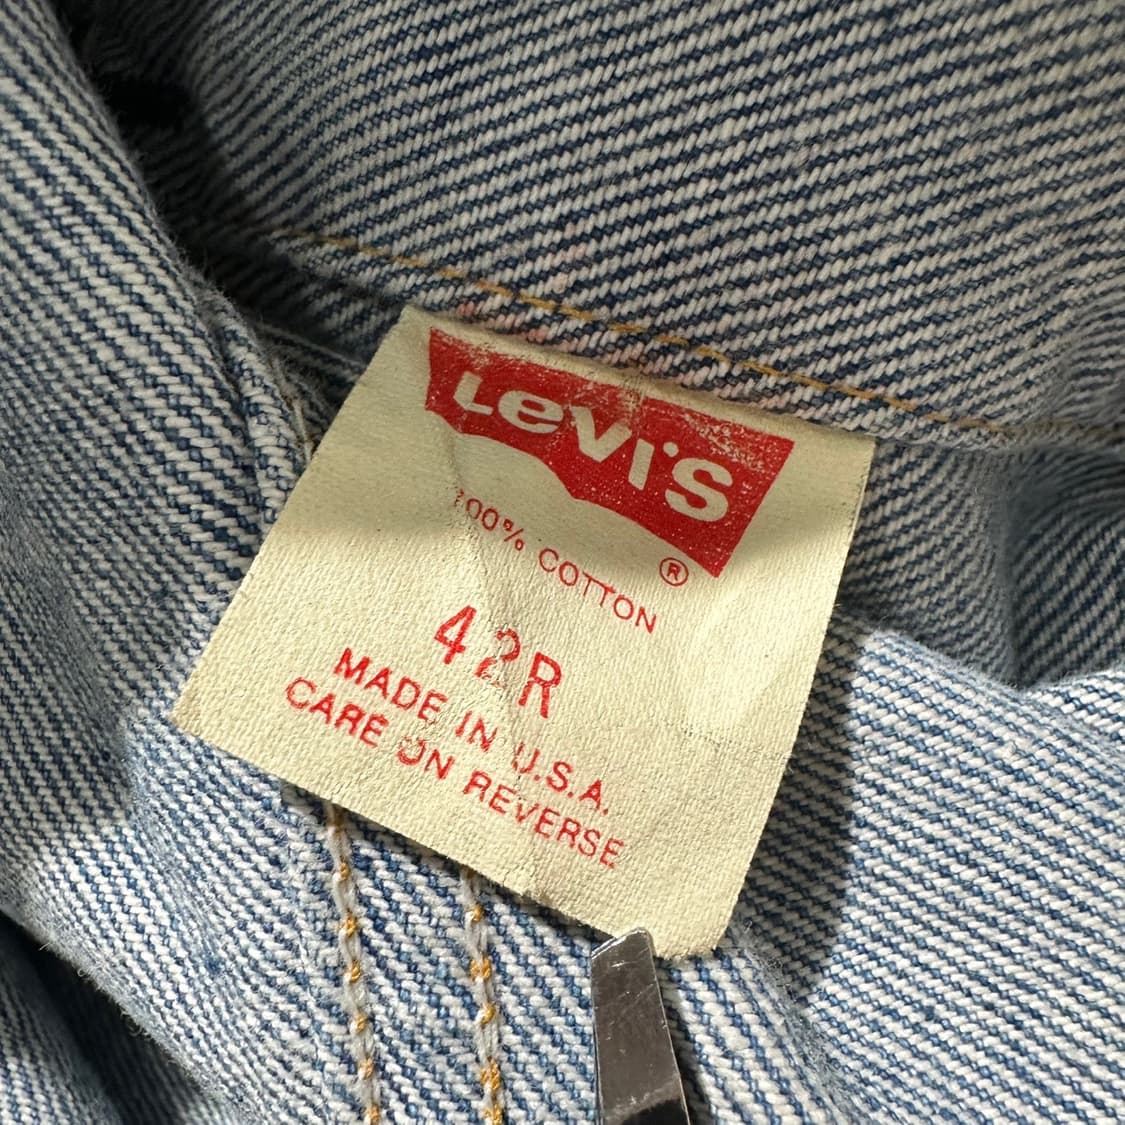 LEVI'S
®
100% COTTON
42R
MADE IN U.S.A.
CARE ON REVERSE